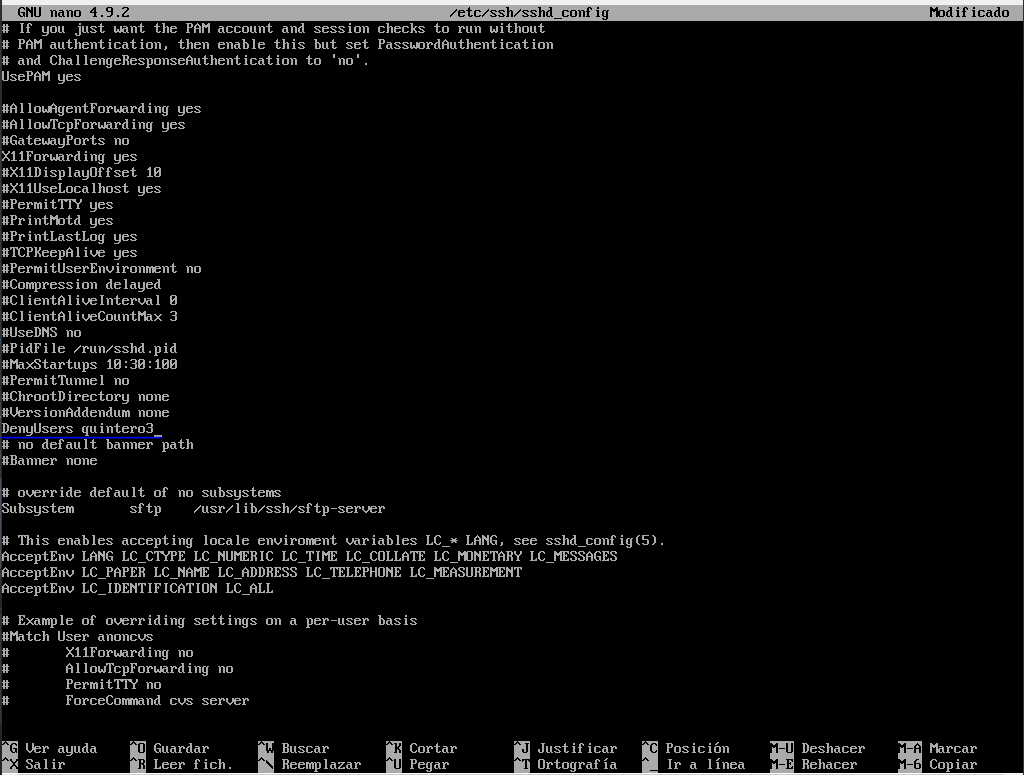 GNU nano 4.9.2 /etc/ssh/sshd_config Modificado
# If you just want the PAM account and session checks to run without
# PAM authentication, then enable this but set PasswordAuthentication
# and ChallengeResponseAuthentication to 'no'.
UsePAM yes
#AllowAgentForwarding yes
#AllowTcpForwarding yes
#GatewayPorts no
X11Forwarding yes
#X11DisplayOffset 10
#X11UseLocalhost yes
#PermitTTY yes
#PrintMotd yes
#PrintLastLog yes
#TCPKeepAlive yes
#PermitUserEnvironment no
#Compression delayed
#ClientAliveInterval 0
#ClientAliveCountMax 3
#UseDNS no
#PidFile /run/sshd.pid
#MaxStartups 10:30:100
#PermitTunnel no
#ChrootDirectory none
#VersionAddendum none
DenyUsers quintero3_
# no default banner path
#Banner none
# override default of no subsystems
Subsystem sftp /usr/lib/ssh/sftp-server
# This enables accepting locale enviroment variables LC_* LANG, see sshd_config(5).
AcceptEnv LANG LC_CTYPE LC_NUMERIC LC_TIME LC_COLLATE LC_MONETARY LC_MESSAGES
AcceptEnv LC_PAPER LC_NAME LC_ADDRESS LC_TELEPHONE LC_MEASUREMENT
AcceptEnv LC_IDENTIFICATION LC_ALL
# Example of overriding settings on a per-user basis
#Match User anoncvs
# X11Forwarding no
# AllowTcpForwarding no
# PermitTTY no
# ForceCommand cvs server
^G Ver ayuda ^O Guardar ^W Buscar ^K Cortar ^J Justificar ^C Posición M-U Deshacer M-A Marcar
^X Salir ^R Leer fich. ^\ Reemplazar ^U Pegar ^T Ortografía ^_ Ir a línea M-E Rehacer M-6 Copiar